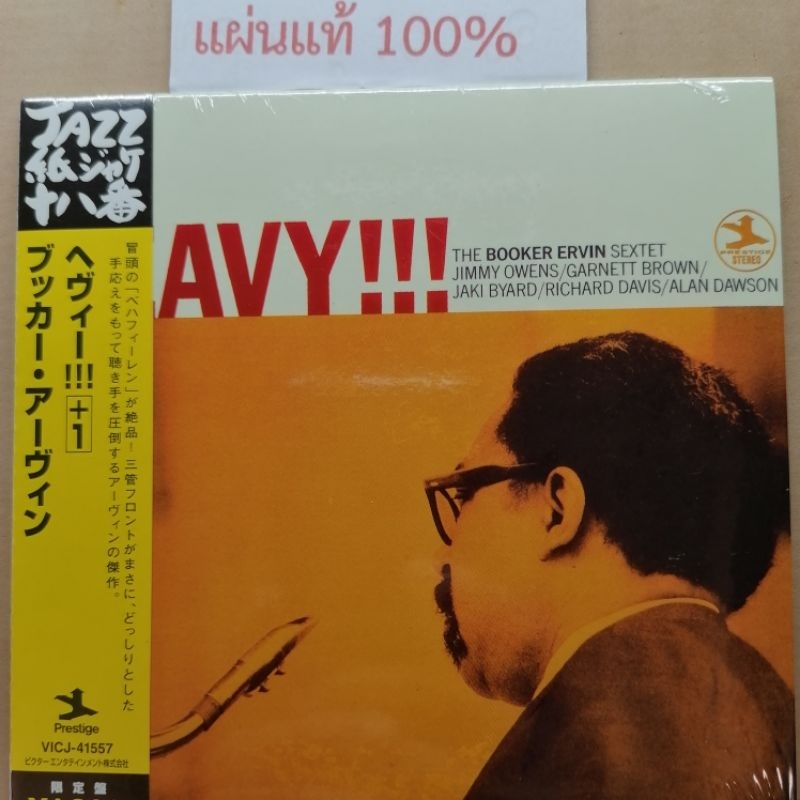 แผ่นแท้ 100%
JAZZ
紙ジャケ
十八番
AVY!!!
THE BOOKER ERVIN SEXTET
JIMMY OWENS/GARNETT BROWN/
JAKI BYARD/RICHARD DAVIS/ALAN DAWSON
PRESTIGE
STEREO
冒頭の「ベハフィーレン」が絶品！三管フロントがまさに、どっしりとした
手応えをもって聴き手を圧倒するアーヴィンの傑作。
ヘヴィー!!! +1
ブッカー・アーヴィン
Prestige
VICJ-41557
ビクターエンタテインメント株式会社
限定盤